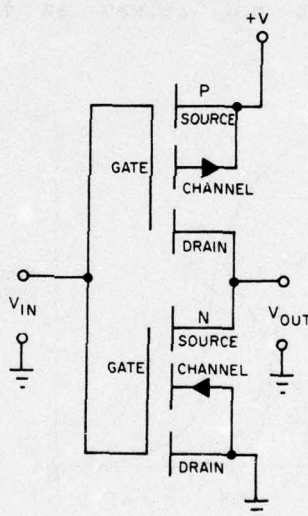 +V
P
SOURCE
GATE
CHANNEL
DRAIN
VIN
N
SOURCE
VOUT
GATE
CHANNEL
DRAIN